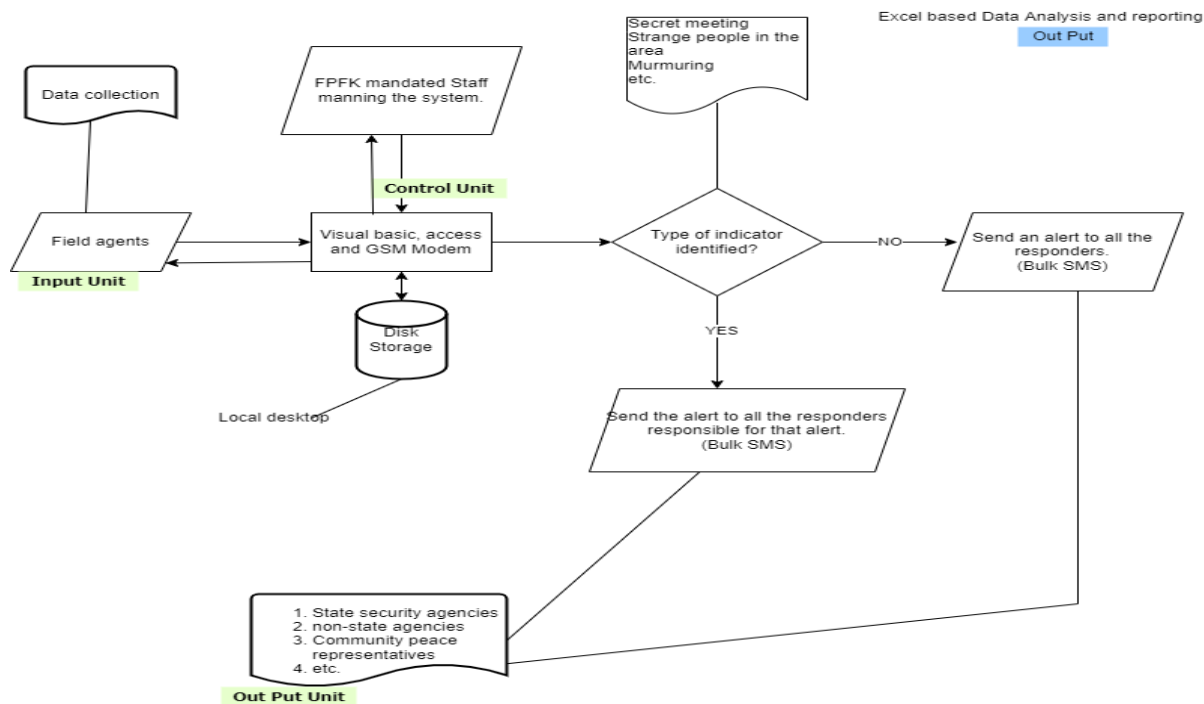 Excel based Data Analysis and reporting
Out Put
Secret meeting
Strange people in the
area
Murmuring
etc.
Data collection
FPFK mandated Staff
manning the system.
Control Unit
Field agents
Input Unit
Visual basic, access
and GSM Modem
Type of indicator
identified?
NO
Send an alert to all the
responders.
(Bulk SMS)
Disk
Storage
YES
Local desktop
Send the alert to all the responders
responsible for that alert.
(Bulk SMS)
1. State security agencies
2. non-state agencies
3. Community peace
representatives
4. etc.
Out Put Unit